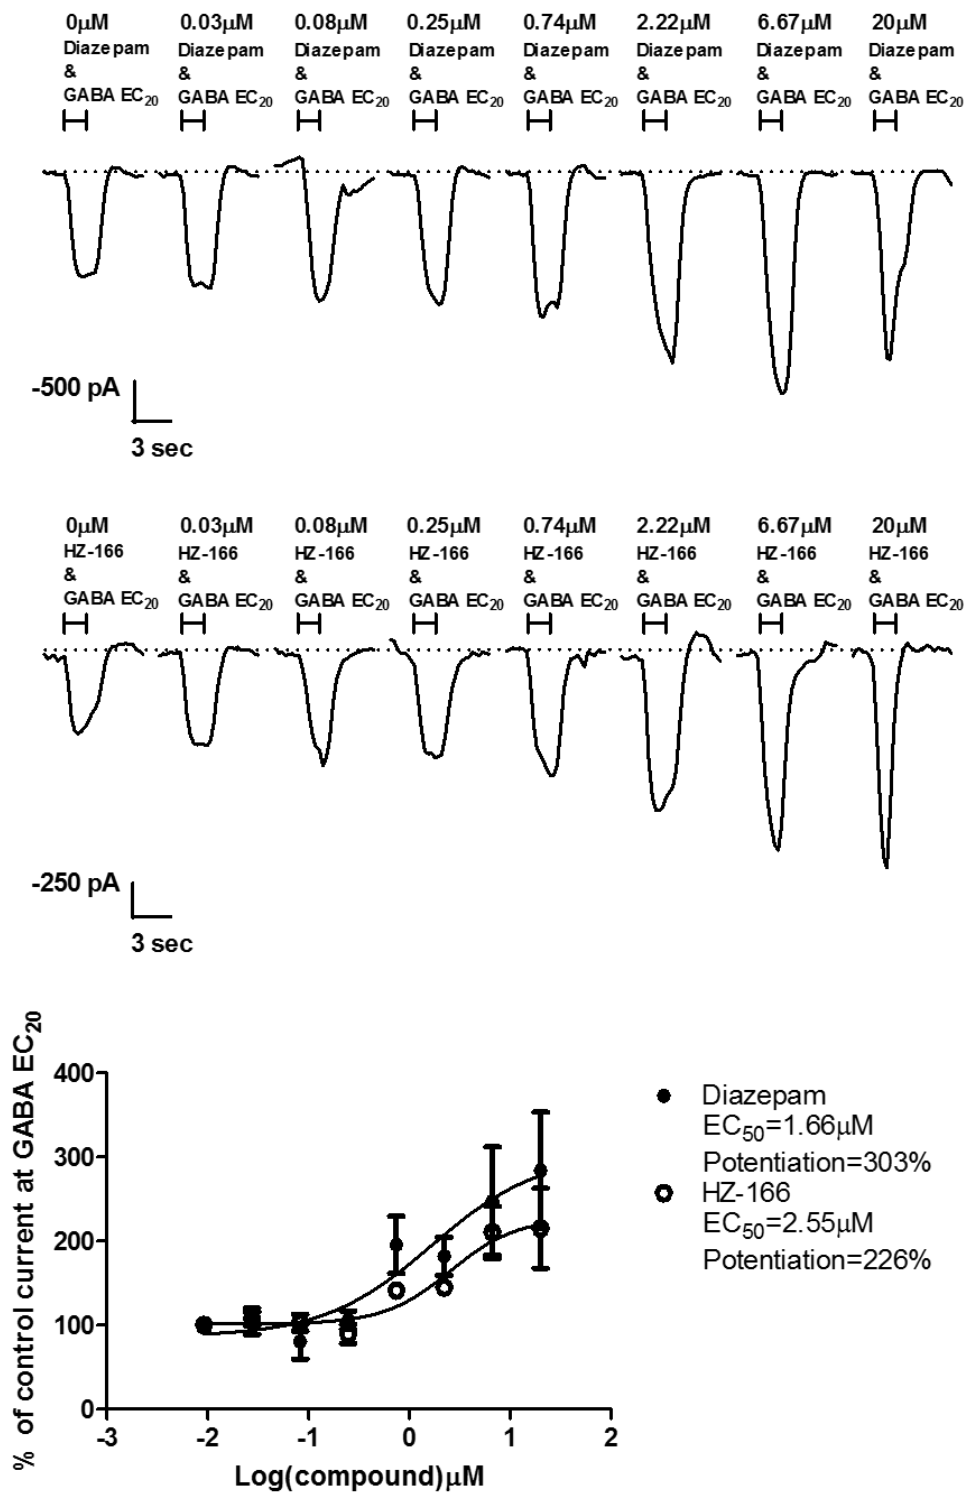 0μM 0.03μM 0.08μM 0.25μM 0.74μM 2.22μM 6.67μM 20μM
Diazepam Diazepam Diazepam Diazepam Diazepam Diazepam Diazepam Diazepam
& & & & & & & &
GABA EC20 GABA EC20 GABA EC20 GABA EC20 GABA EC20 GABA EC20 GABA EC20 GABA EC20
-500 pA
3 sec
0μM 0.03μM 0.08μM 0.25μM 0.74μM 2.22μM 6.67μM 20μM
HZ-166 HZ-166 HZ-166 HZ-166 HZ-166 HZ-166 HZ-166 HZ-166
& & & & & & & &
GABA EC20 GABA EC20 GABA EC20 GABA EC20 GABA EC20 GABA EC20 GABA EC20 GABA EC20
-250 pA
3 sec
% of control current at GABA EC20
400
300
200
100
0
-3 -2 -1 0 1 2
Log(compound)μM
Diazepam
EC50=1.66μM
Potentiation=303%
HZ-166
EC50=2.55μM
Potentiation=226%